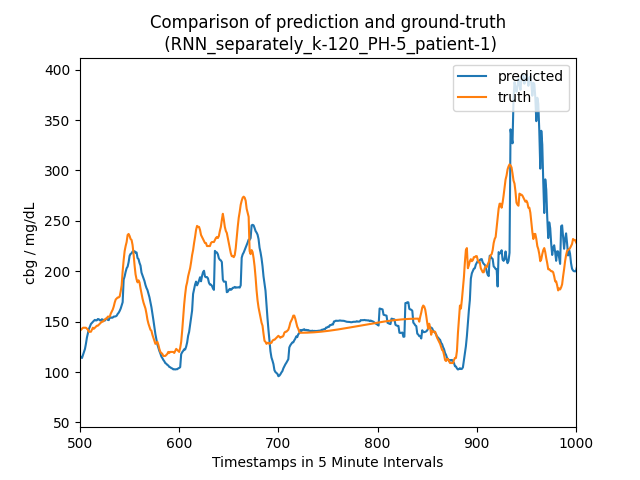 Comparison of prediction and ground-truth
(RNN_separately_k-120_PH-5_patient-1)
predicted
truth
cbg / mg/dL
400
350
300
250
200
150
100
50
500
600
700
800
900
1000
Timestamps in 5 Minute Intervals